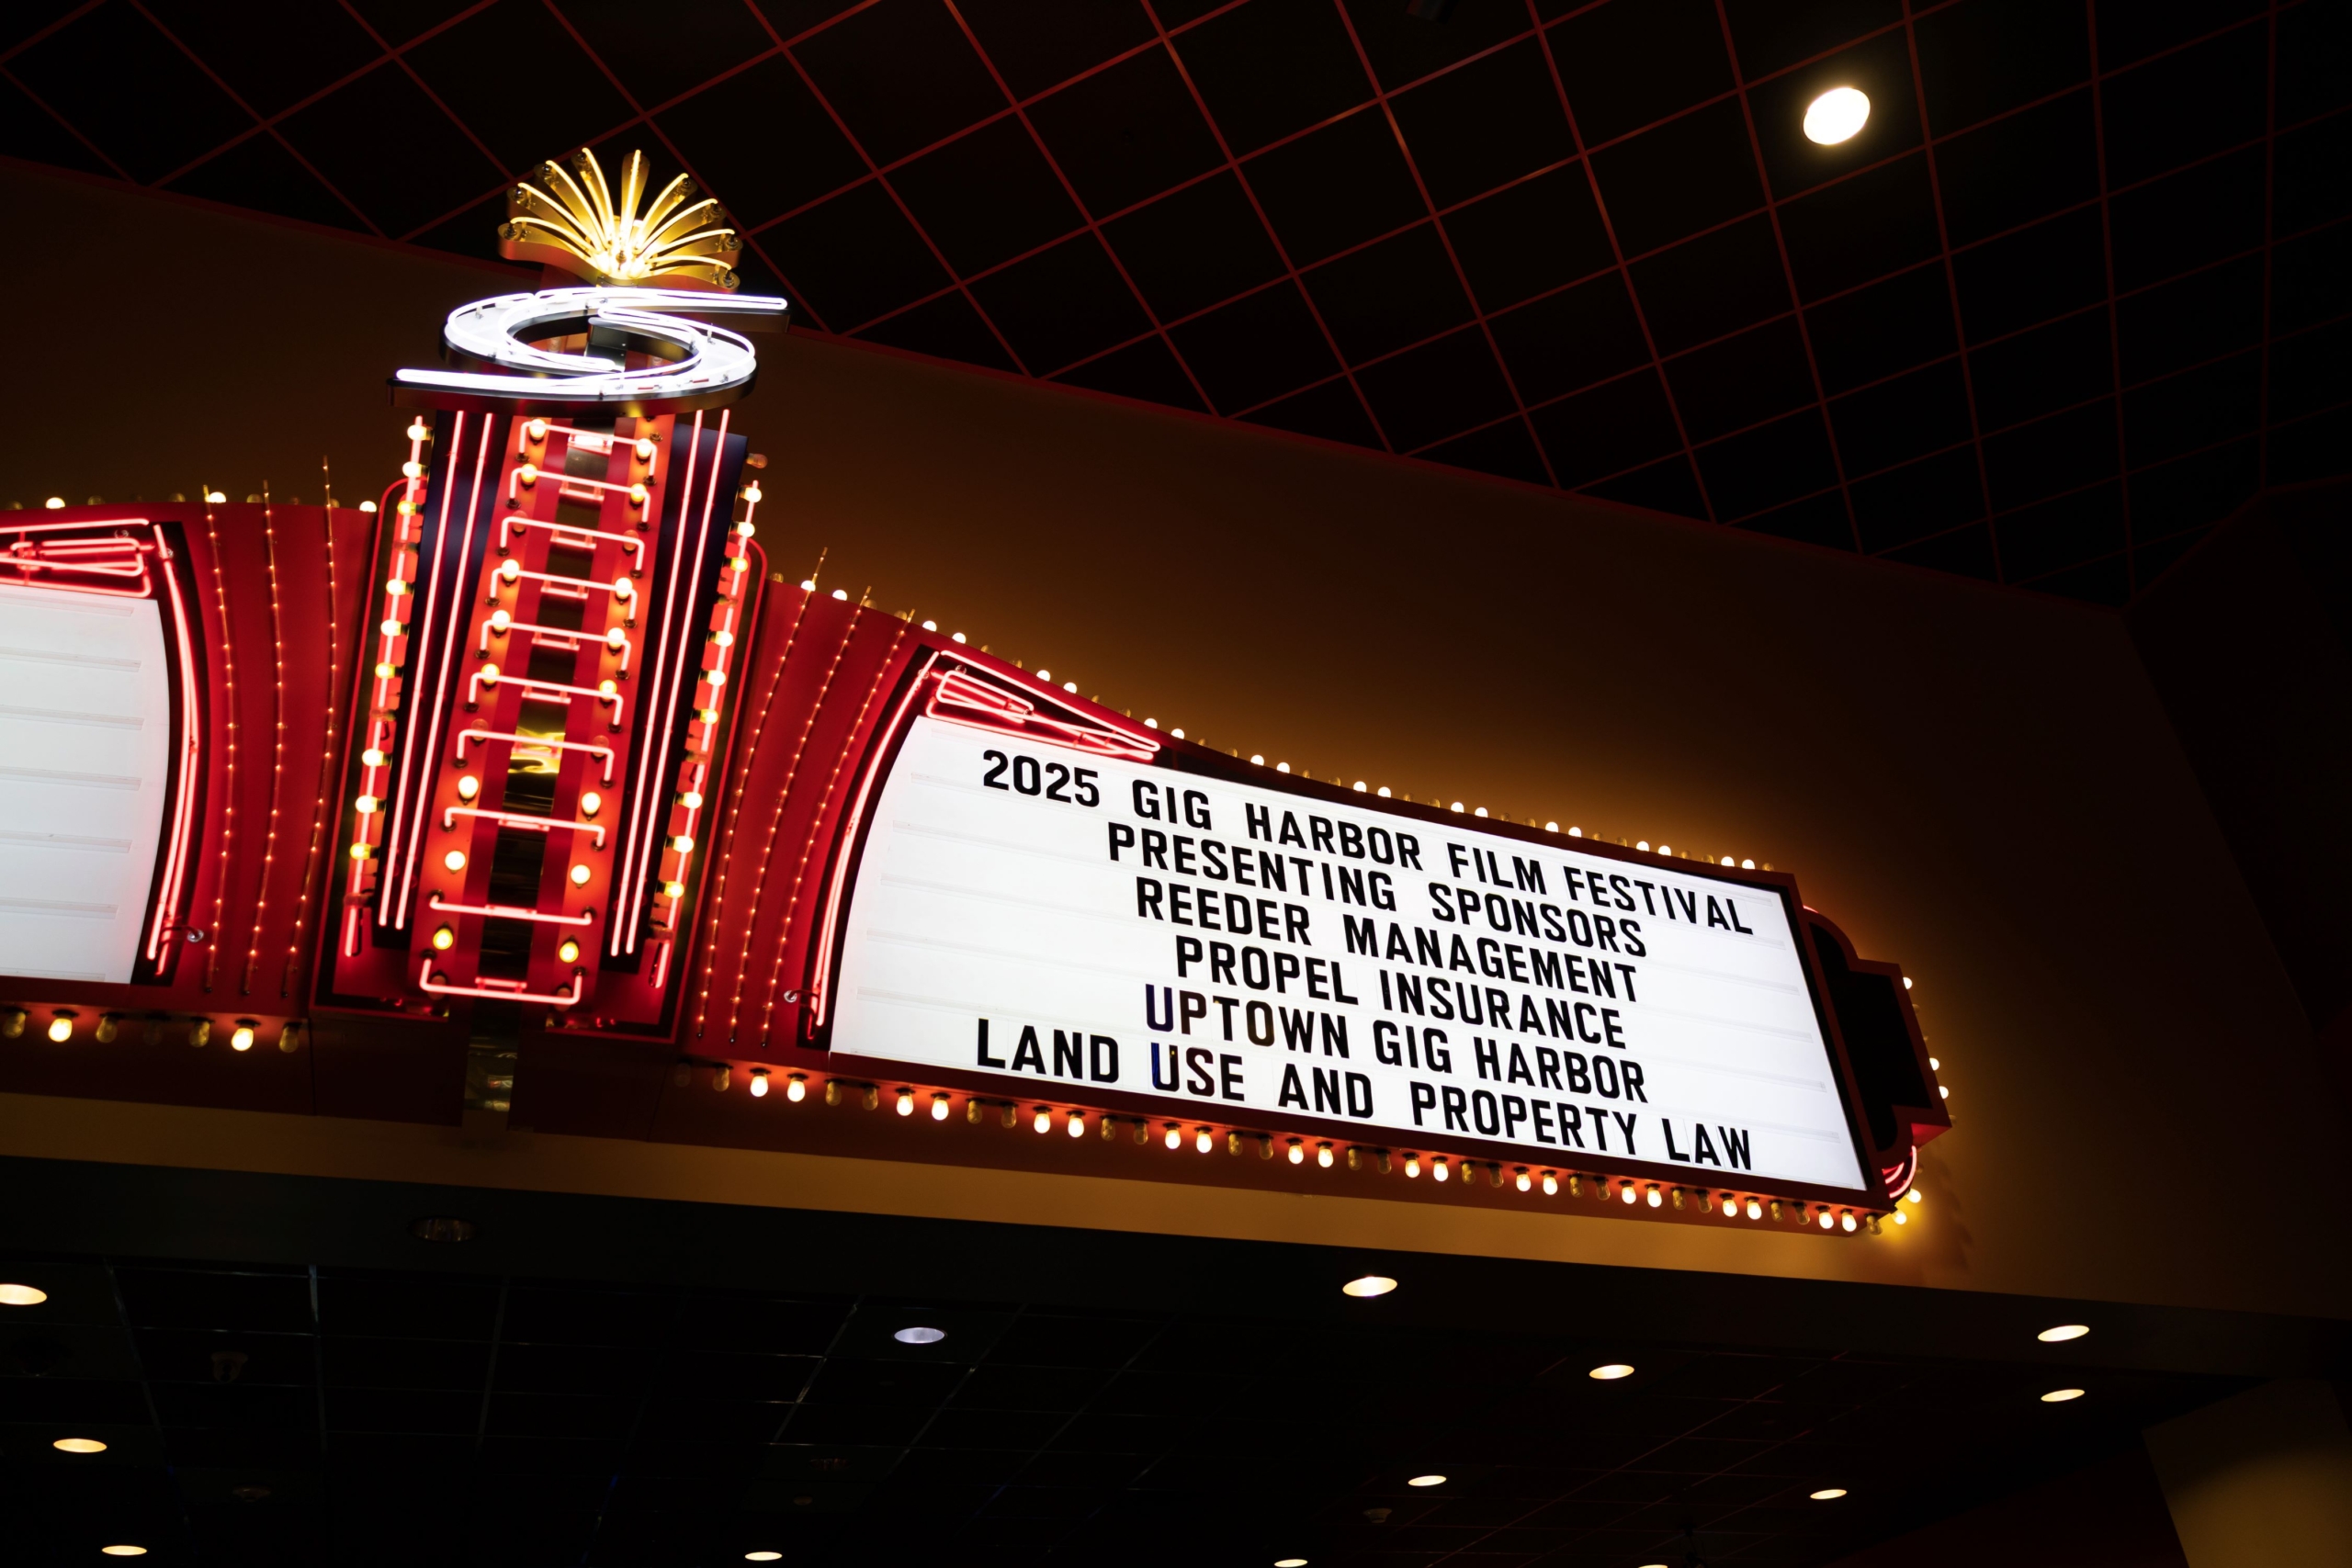 2025 GIG HARBOR FILM FESTIVAL
PRESENTING SPONSORS
REEDER MANAGEMENT
PROPEL INSURANCE
UPTOWN GIG HARBOR
LAND USE AND PROPERTY LAW